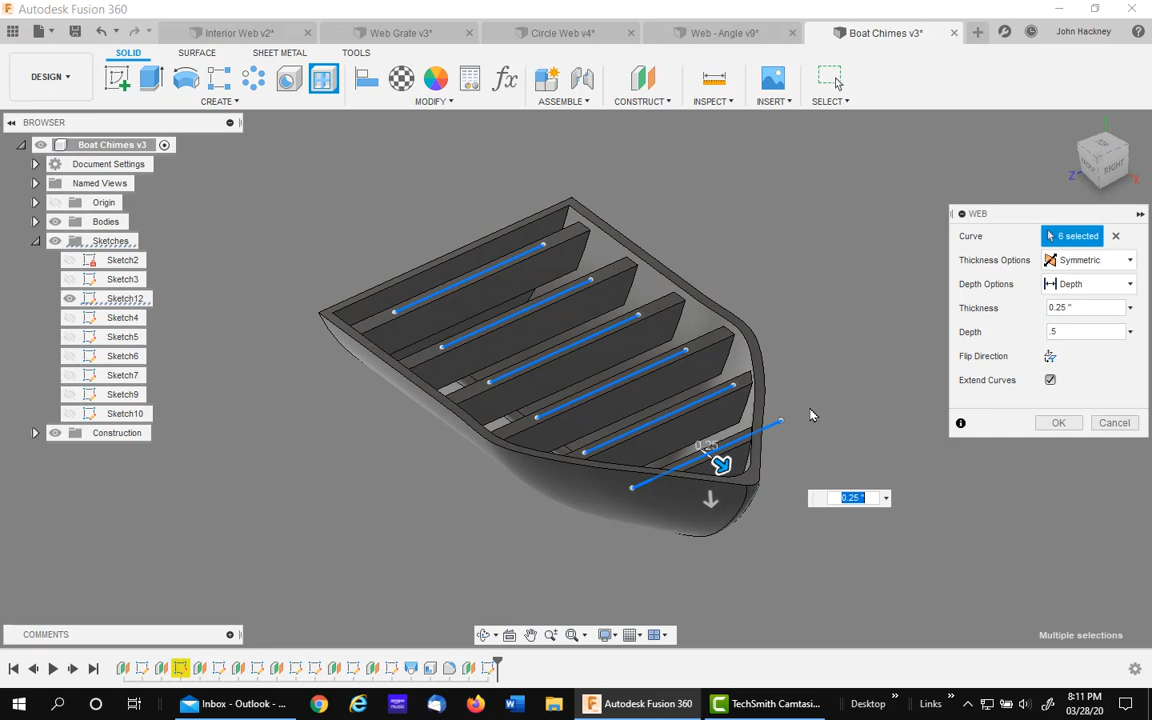 Autodesk Fusion 360
Interior Web v2*
Web Grate v3*
Circle Web v4*
Web - Angle v9*
Boat Chimes v3*
John Hackney
SOLID
SURFACE
SHEET METAL
TOOLS
DESIGN
CREATE
MODIFY
fx
ASSEMBLE
CONSTRUCT
INSPECT
INSERT
SELECT
BROWSER
Boat Chimes v3
Document Settings
Named Views
Origin
Bodies
Sketches
Sketch2
Sketch3
Sketch12
Sketch4
Sketch5
Sketch6
Sketch7
Sketch9
Sketch10
Construction
RIGHT
Z
X
Y
WEB
Curve 6 selected
Thickness Options Symmetric
Depth Options Depth
Thickness 0.25 "
Depth .5
Flip Direction
Extend Curves
OK Cancel
0.25
0.25 "
COMMENTS
Multiple selections
Inbox - Outlook - ...
Autodesk Fusion 360
TechSmith Camtasi...
Desktop
Links
8:11 PM
03/28/20